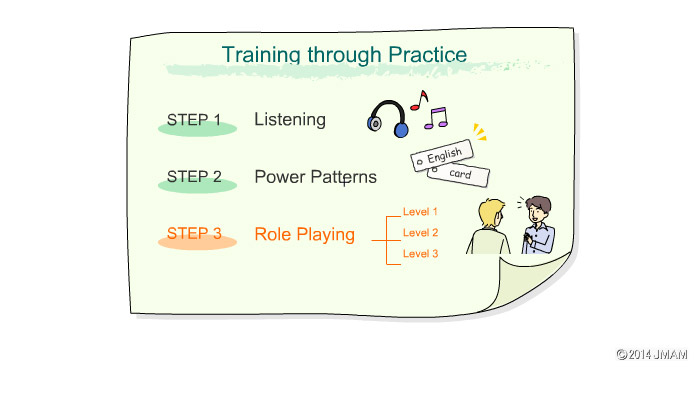 Training through Practice
STEP 1 Listening
English
card
STEP 2 Power Patterns
STEP 3 Role Playing
Level 1
Level 2
Level 3
©2014 JMAM